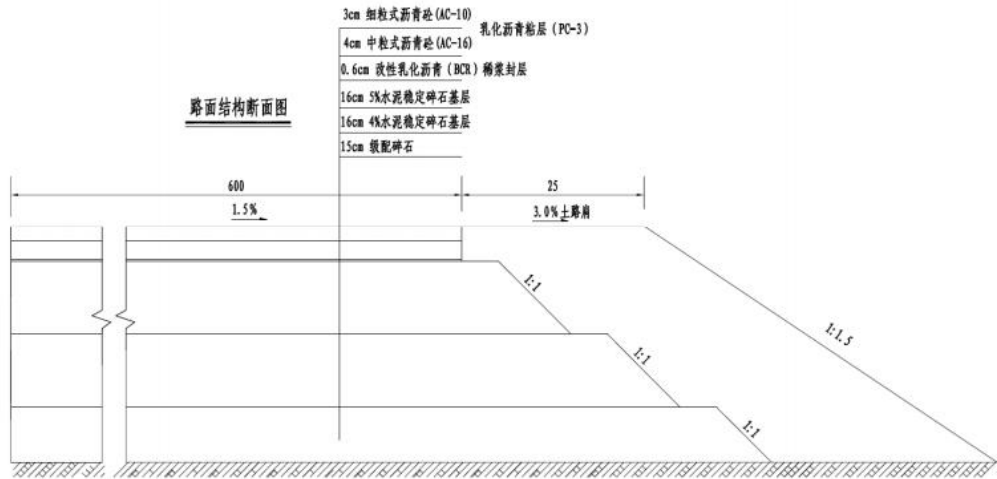 3cm 细粒式沥青砼(AC-10)
乳化沥青粘层（PC-3）
4cm 中粒式沥青砼(AC-16)
0.6cm 改性乳化沥青（BCR）稀浆封层
路面结构断面图
16cm 5%水泥稳定碎石基层
16cm 4%水泥稳定碎石基层
15cm 级配碎石
600
25
1.5%
3.0%土路肩
1:1
1:1.5
1:1
1:1